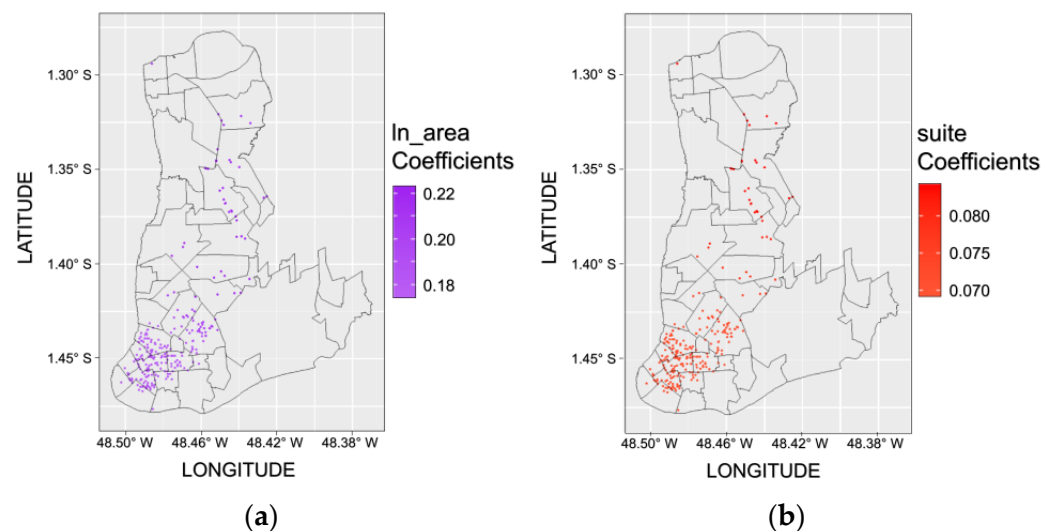 1.30° S
1.35° S
1.40° S
1.45° S
LATITUDE
48.50° W 48.46° W 48.42° W 48.38° W
LONGITUDE
ln_area
Coefficients
0.22
0.20
0.18
(a)
1.30° S
1.35° S
1.40° S
1.45° S
LATITUDE
48.50° W 48.46° W 48.42° W 48.38° W
LONGITUDE
suite
Coefficients
0.080
0.075
0.070
(b)